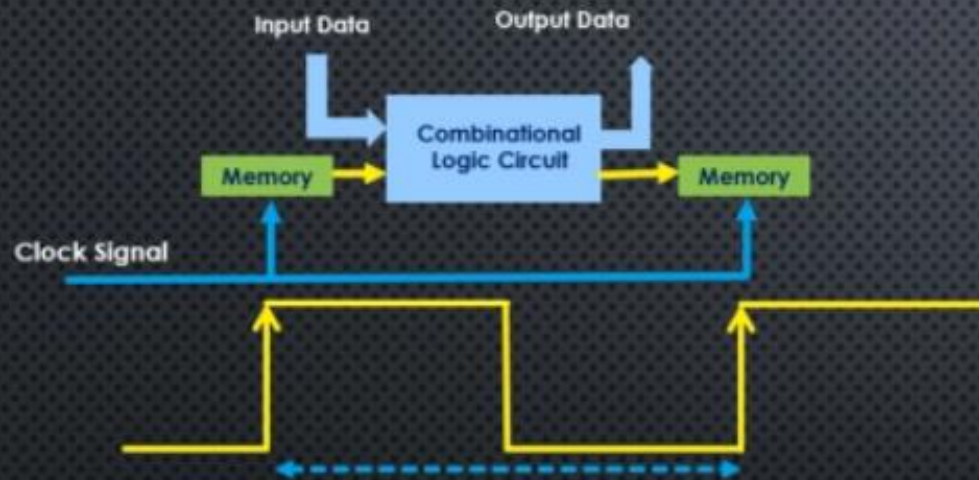 Input Data
Output Data
Combinational
Logic Circuit
Memory
Memory
Clock Signal